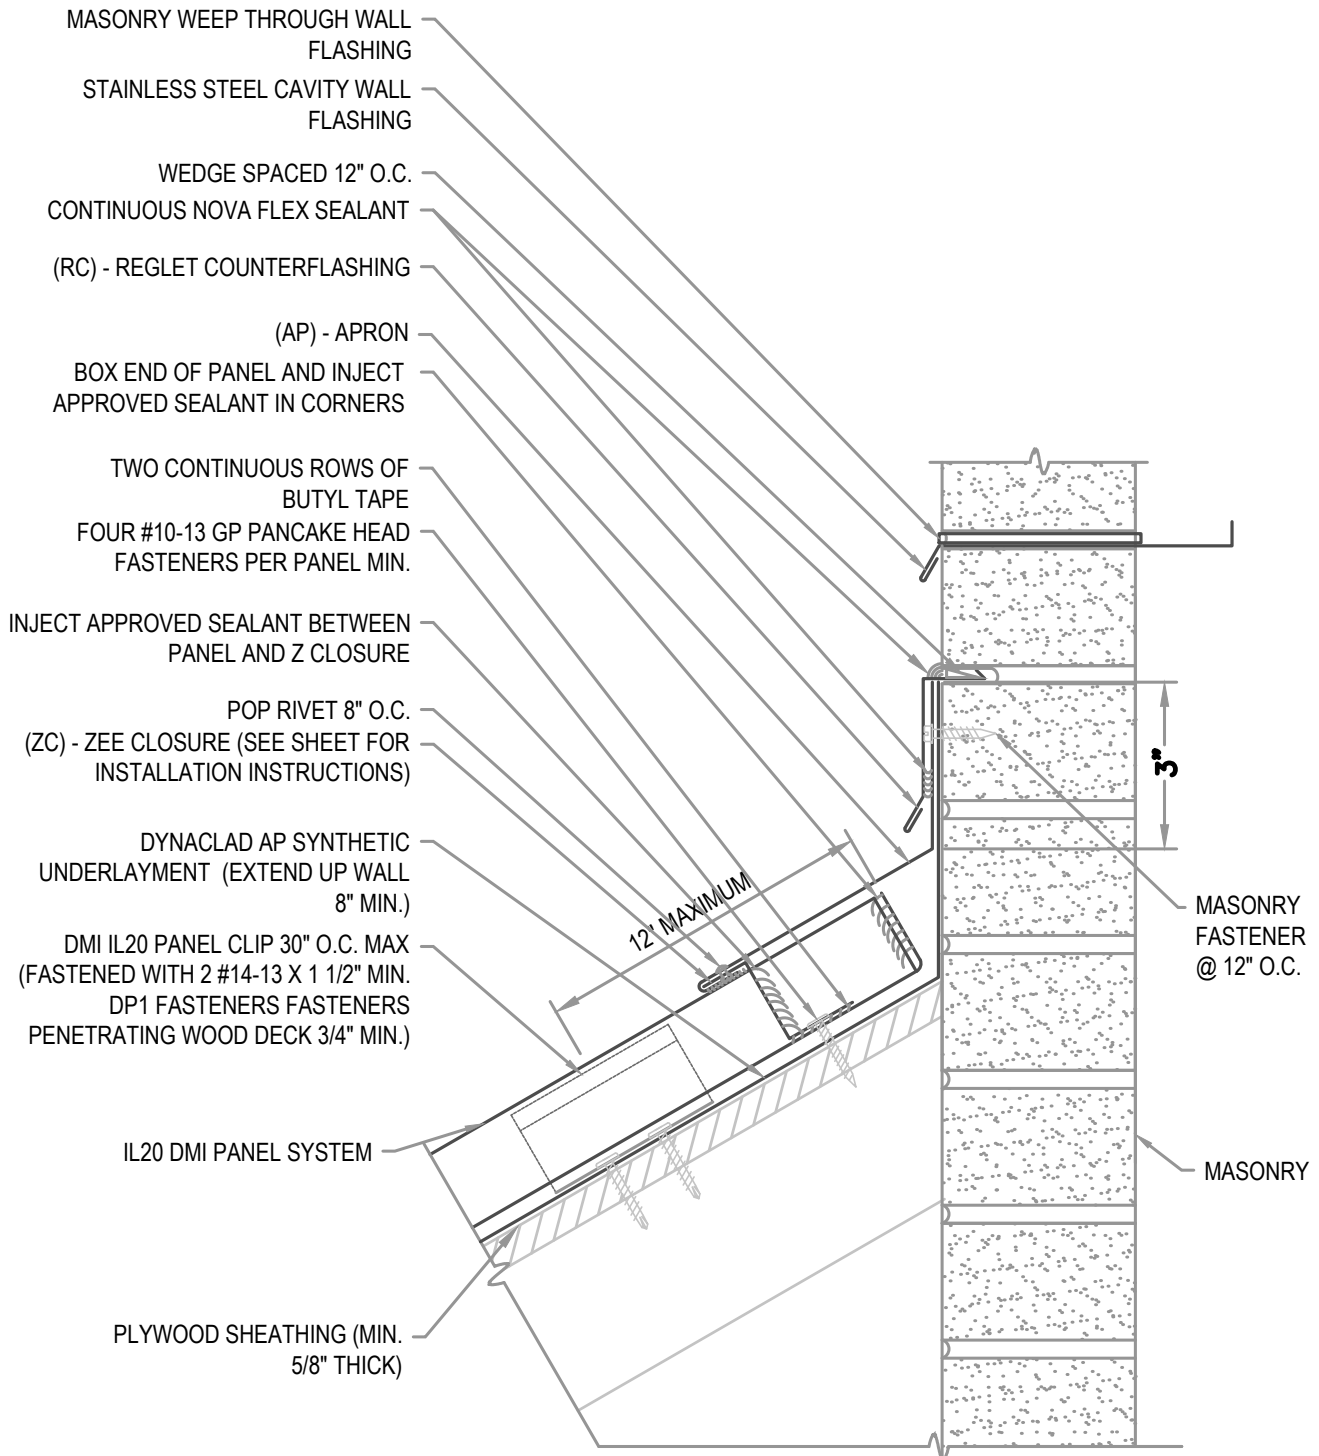 MASONRY WEEP THROUGH WALL
FLASHING
STAINLESS STEEL CAVITY WALL
FLASHING
WEDGE SPACED 12" O.C.
CONTINUOUS NOVA FLEX SEALANT
(RC) - REGLET COUNTERFLASHING
(AP) - APRON
BOX END OF PANEL AND INJECT
APPROVED SEALANT IN CORNERS
TWO CONTINUOUS ROWS OF
BUTYL TAPE
FOUR #10-13 GP PANCAKE HEAD
FASTENERS PER PANEL MIN.
INJECT APPROVED SEALANT BETWEEN
PANEL AND Z CLOSURE
POP RIVET 8" O.C.
(ZC) - ZEE CLOSURE (SEE SHEET FOR
INSTALLATION INSTRUCTIONS)
DYNACLAD AP SYNTHETIC
UNDERLAYMENT (EXTEND UP WALL
8" MIN.)
DMI IL20 PANEL CLIP 30" O.C. MAX
(FASTENED WITH 2 #14-13 X 1 1/2" MIN.
DP1 FASTENERS FASTENERS
PENETRATING WOOD DECK 3/4" MIN.)
IL20 DMI PANEL SYSTEM
PLYWOOD SHEATHING (MIN.
5/8" THICK)
12" MAXIMUM
3"
MASONRY
FASTENER
@ 12" O.C.
MASONRY